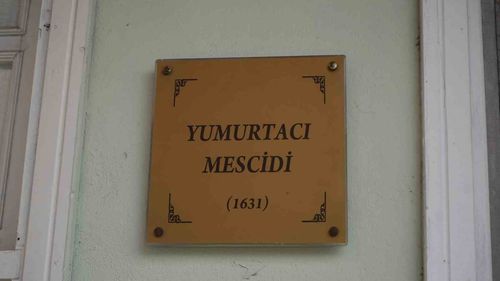 YUMURTACI
MESCİDİ
(1631)